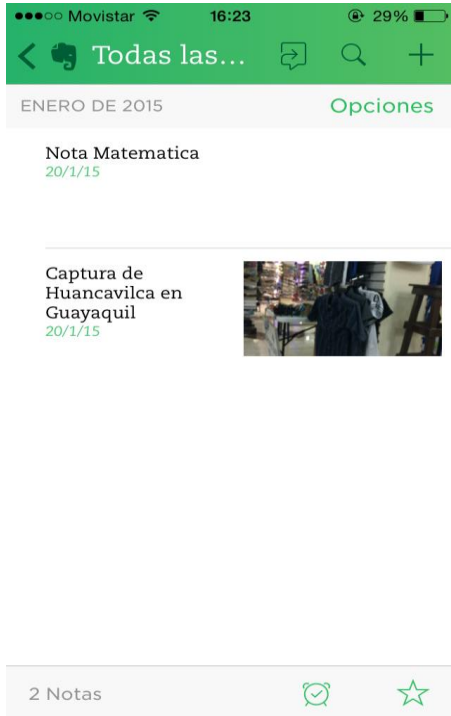 Movistar 16:23 29%
Todas las...
ENERO DE 2015 Opciones
Nota Matematica
20/1/15
Captura de
Huancavilca en
Guayaquil
20/1/15
2 Notas